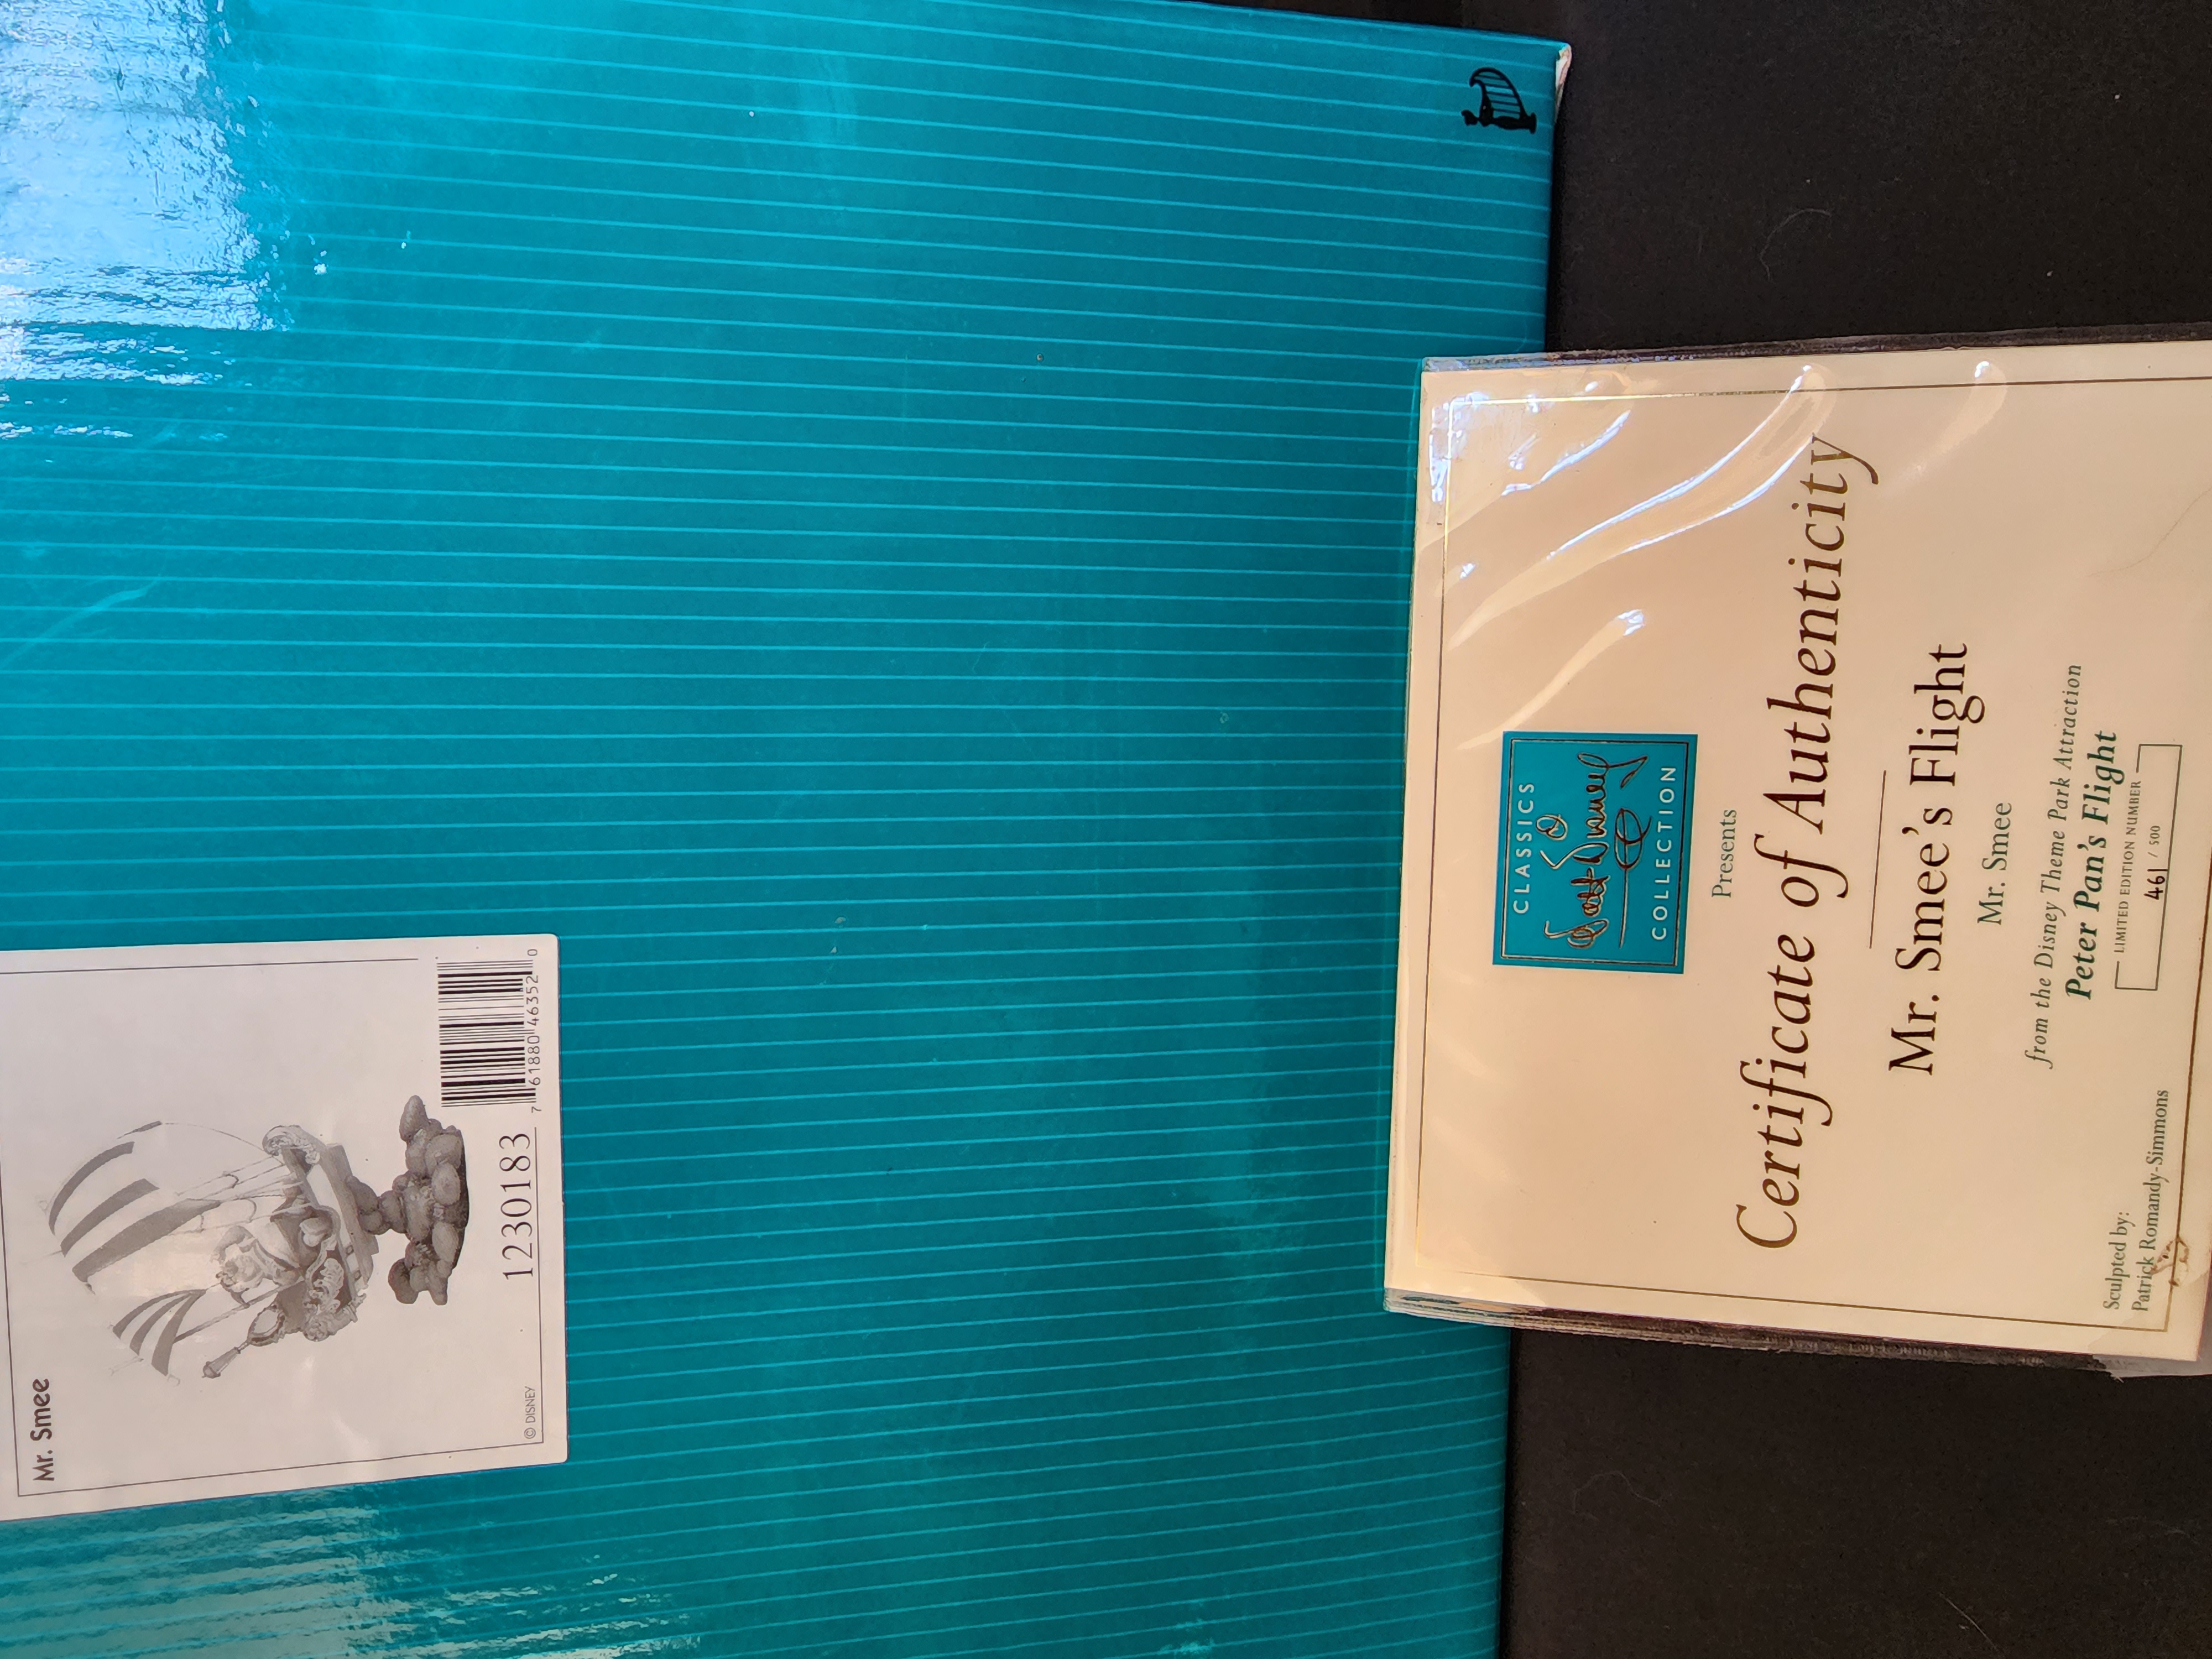 Mr. Smee
© DISNEY
1230183
7 61880 46352 0
CLASSICS
Walt Disney
COLLECTION
Presents
Certificate of Authenticity
Mr. Smee's Flight
Mr. Smee
from the Disney Theme Park Attraction
Peter Pan's Flight
LIMITED EDITION NUMBER
461 / 500
Sculpted by:
Patrick Romandy-Simmons